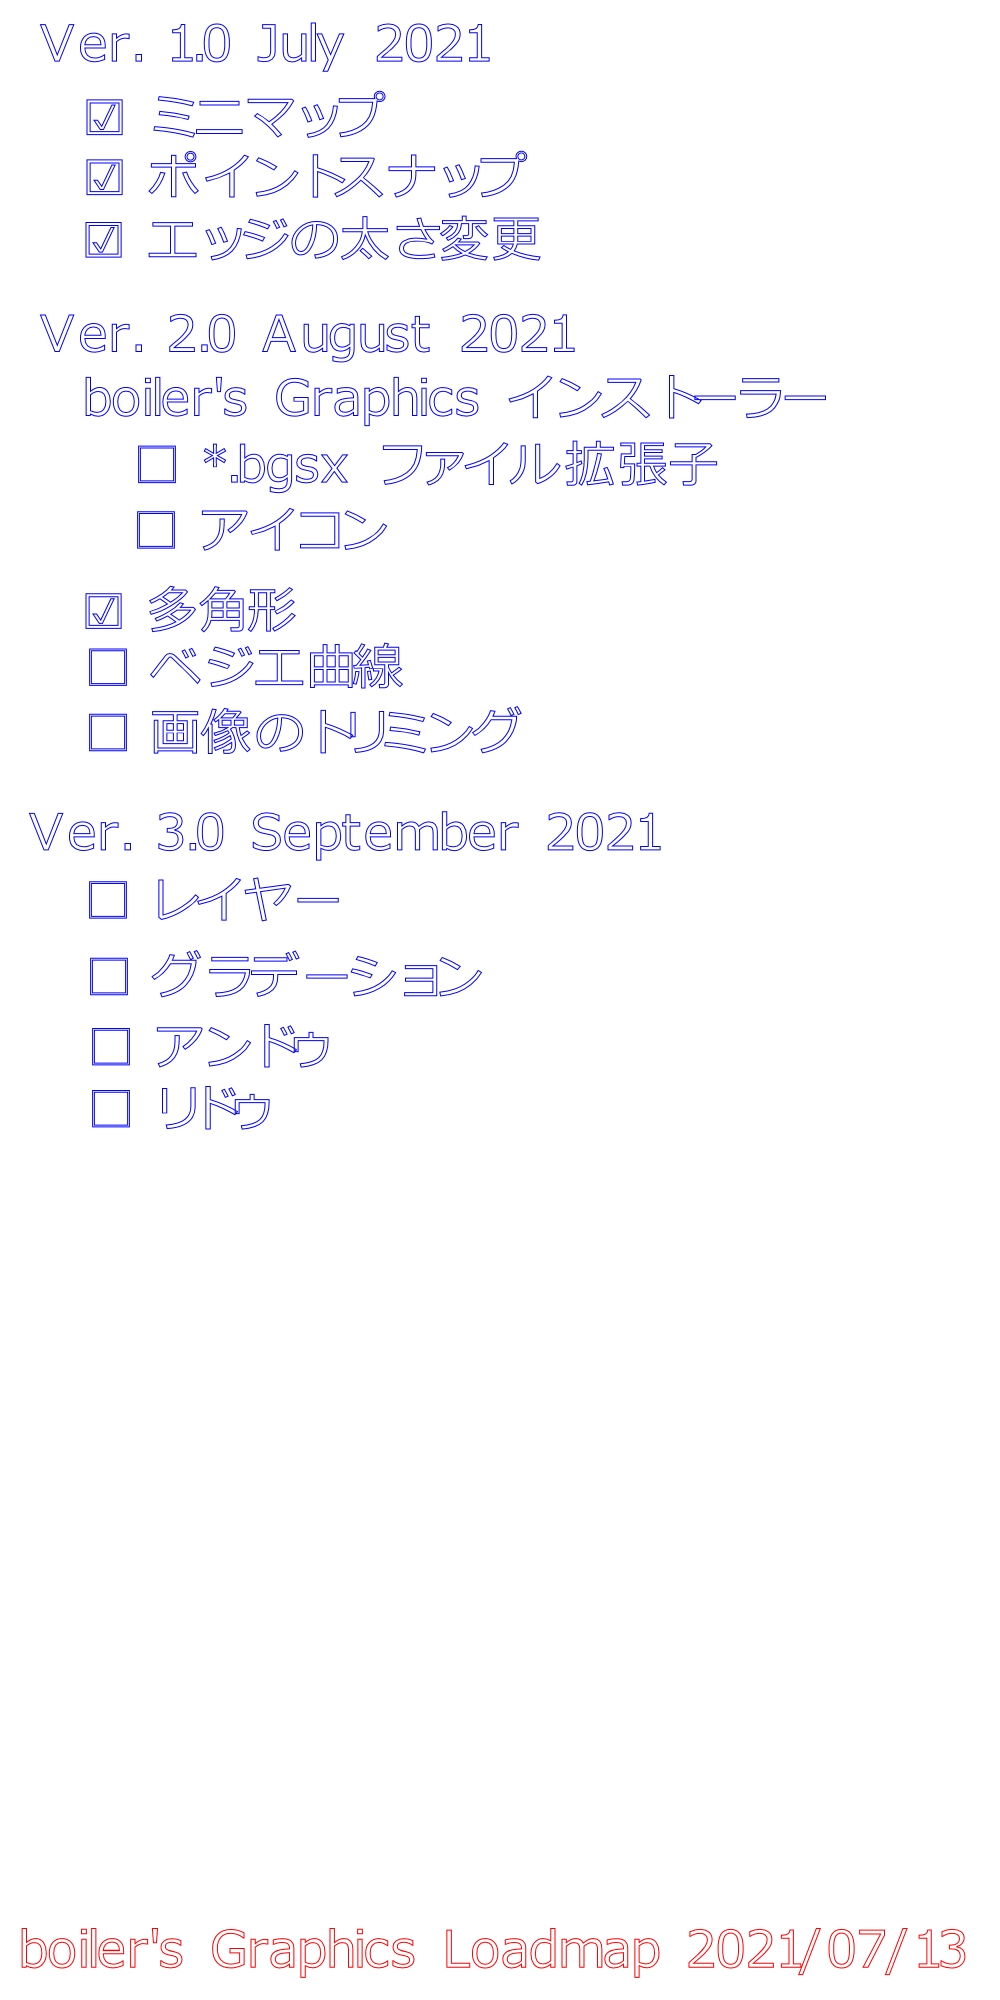 Ver. 1.0 July 2021
☑ ミニマップ
☑ ポイントスナップ
☑ エッジの太さ変更
Ver. 2.0 August 2021
boiler's Graphics インストーラー
☐ *.bgsx ファイル拡張子
☐ アイコン
☑ 多角形
☐ ベジエ曲線
☐ 画像のトリミング
Ver. 3.0 September 2021
☐ レイヤー
☐ グラデーション
☐ アンドゥ
☐ リドゥ
boiler's Graphics Loadmap 2021/07/13